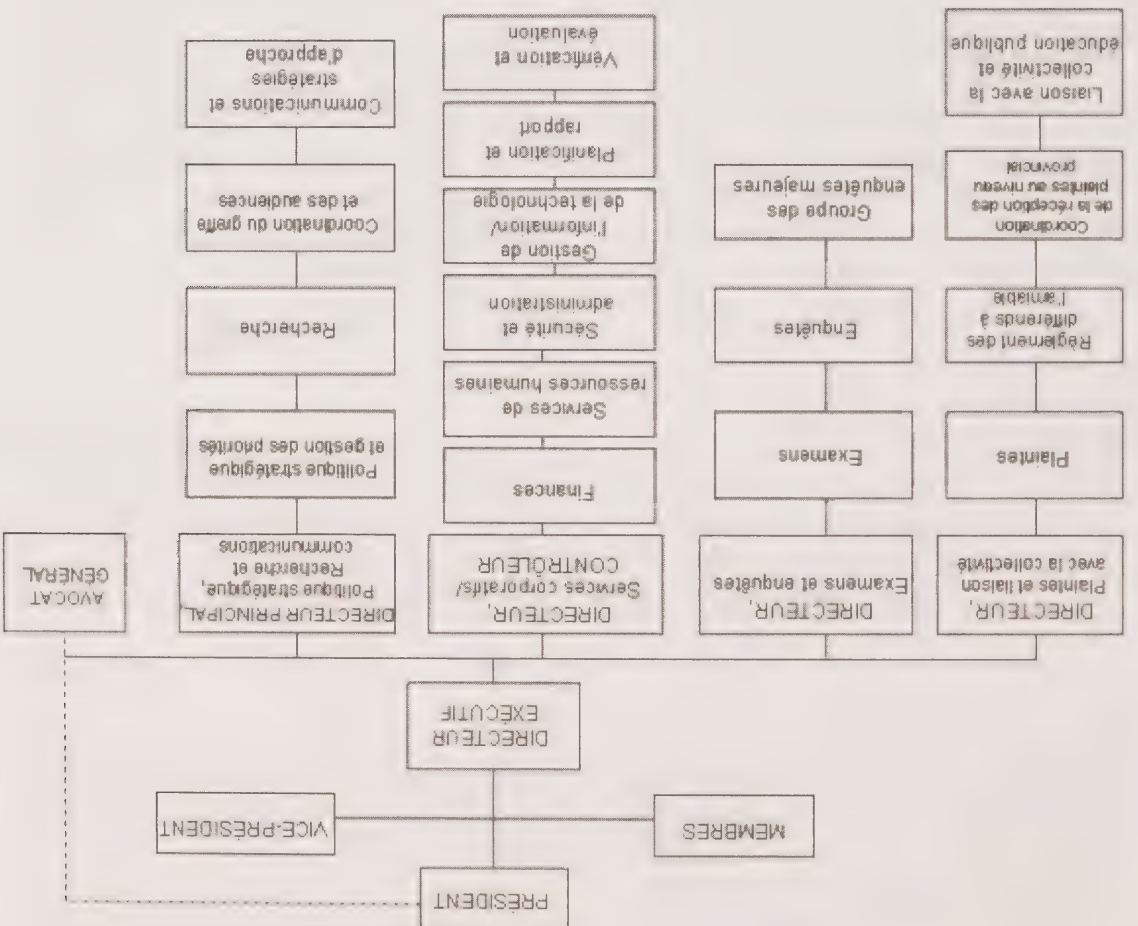 PRÉSIDENT
MEMBRES
VICE-PRÉSIDENT
DIRECTEUR
EXÉCUTIF
DIRECTEUR,
Plaintes et liaison
avec la collectivité
Plaintes
Règlement des
différends à
l'amiable
Coordination
de la réception des
plaintes au niveau
provincial
Liaison avec la
collectivité et
éducation publique
DIRECTEUR,
Examens et enquêtes
Examens
Enquêtes
Groupe des
enquêtes majeures
DIRECTEUR,
Services corporatifs/
CONTRÔLEUR
Finances
Services de
ressources humaines
Sécurité et
administration
Gestion de
l'information/
de la technologie
Planification et
rapport
Vérification et
évaluation
DIRECTEUR PRINCIPAL,
Politique stratégique,
Recherche et
communications
Politique stratégique
et gestion des priorités
Recherche
Coordination du greffe
et des audiences
Communications et
stratégies
d'approche
AVOCAT
GÉNÉRAL